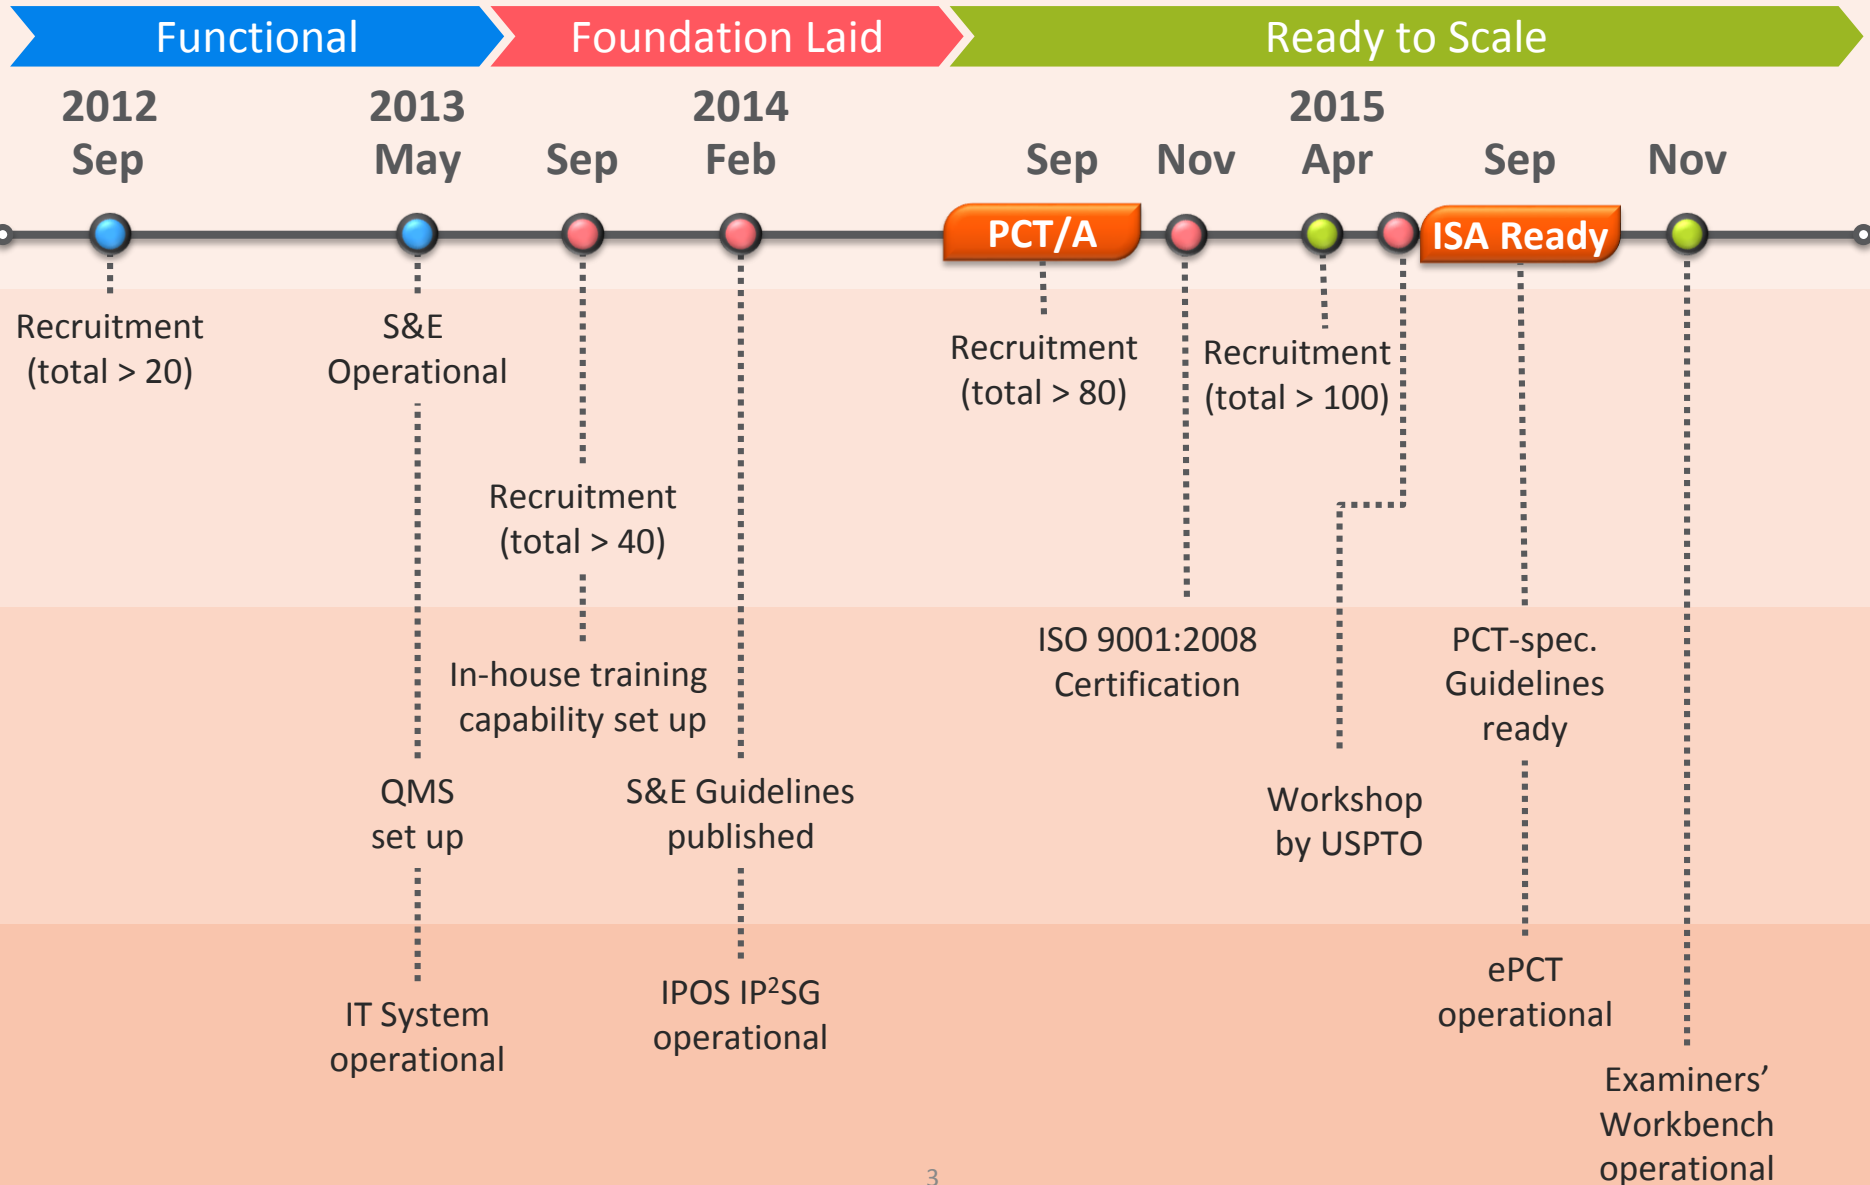 Functional
Foundation Laid
Ready to Scale
2012
2013
2014
2015
Sep
May
Sep
Feb
Sep
Nov
Apr
Sep
Nov
PCT/A
ISA Ready
Recruitment
(total > 20)
S&E
Operational
Recruitment
(total > 80)
Recruitment
(total > 100)
Recruitment
(total > 40)
ISO 9001:2008
Certification
PCT-spec.
Guidelines
ready
In-house training
capability set up
QMS
set up
S&E Guidelines
published
Workshop
by USPTO
IT System
operational
IPOS IP²SG
operational
ePCT
operational
Examiners’
Workbench
operational
3